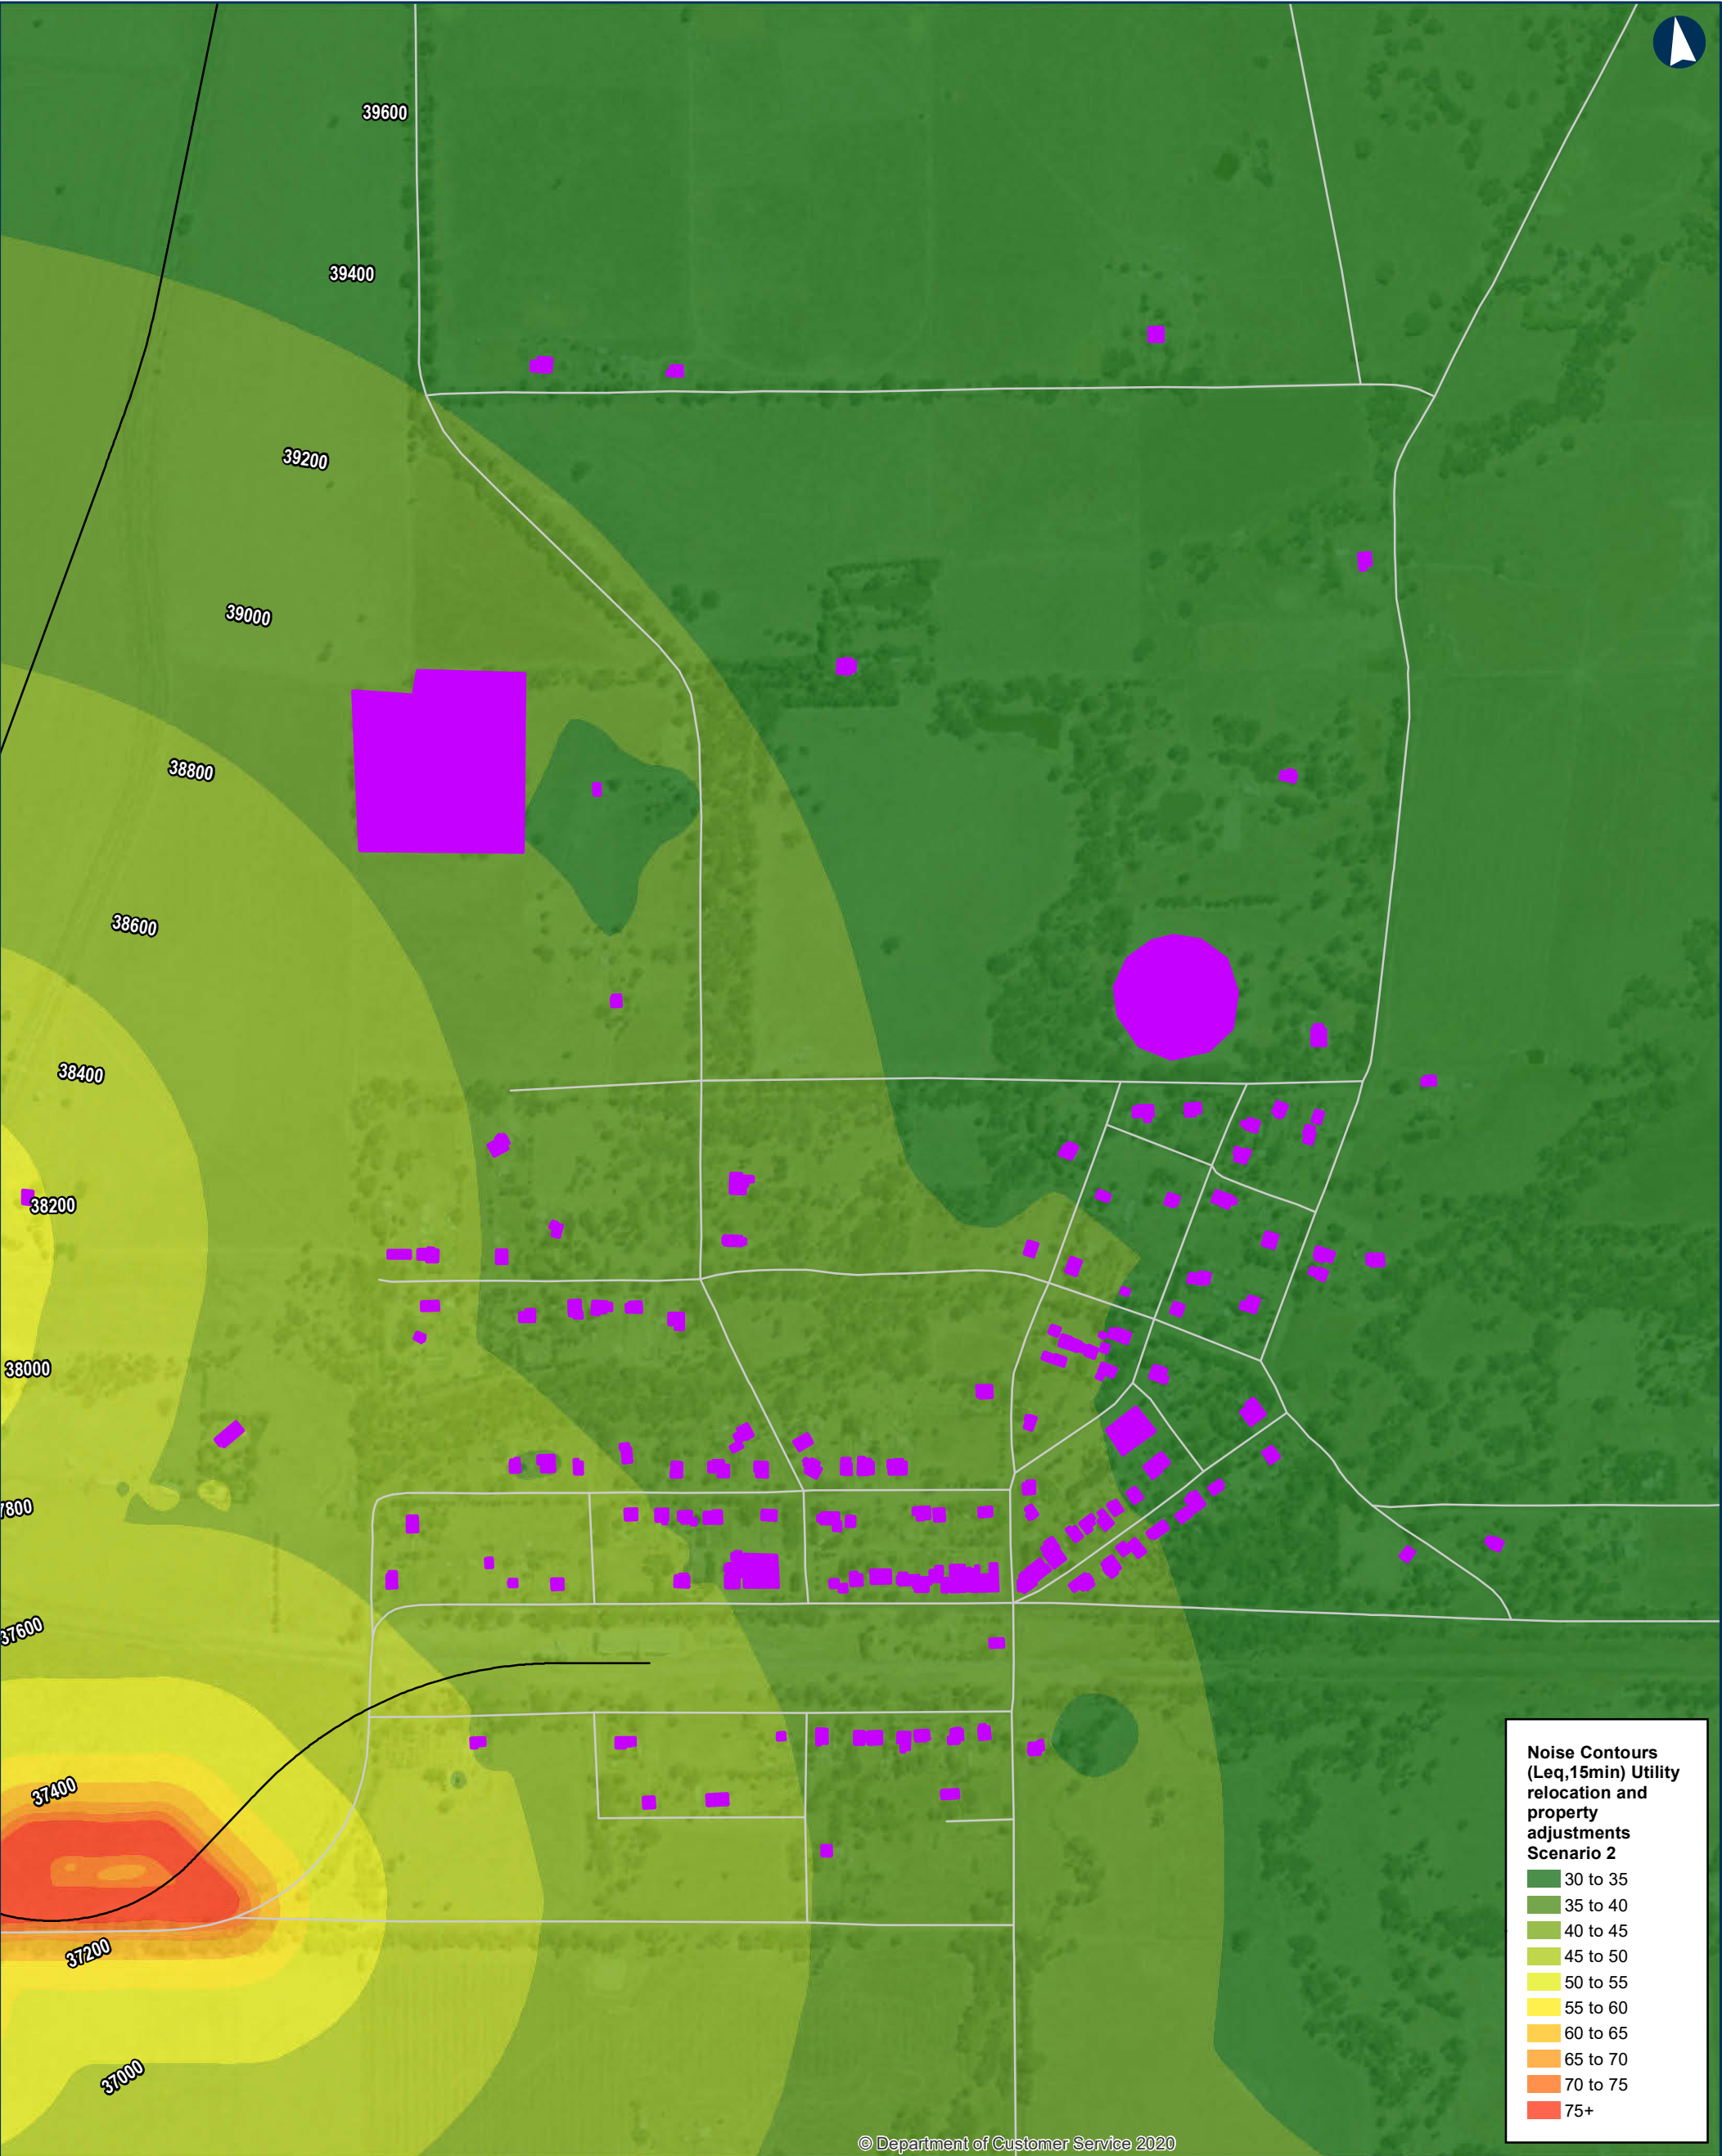 39600
39400
39200
39000
38800
38600
38400
38200
38000
7800
37600
37400
37200
37000
Noise Contours
(Leq,15min) Utility
relocation and
property
adjustments
Scenario 2
30 to 35
35 to 40
40 to 45
45 to 50
50 to 55
55 to 60
60 to 65
65 to 70
70 to 75
75+
© Department of Customer Service 2020